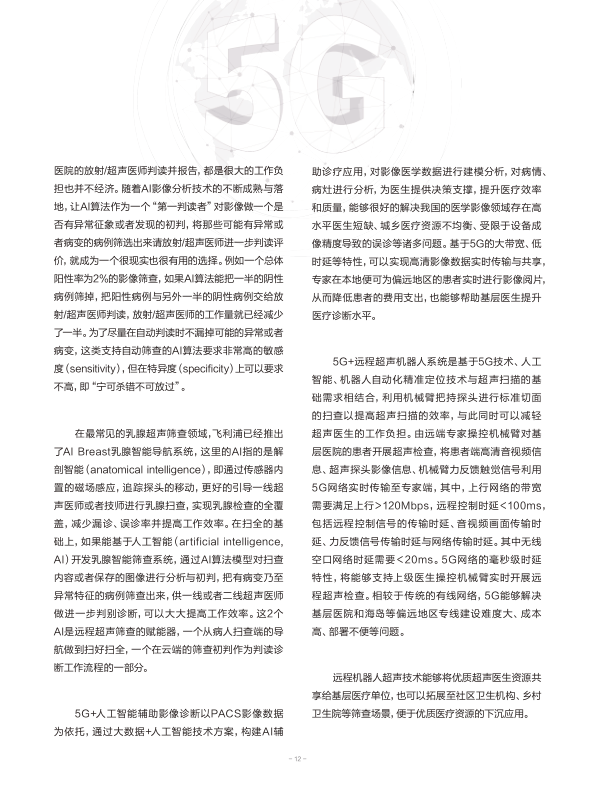 5G
医院的放射/超声医师判读并报告，都是很大的工作负
担也并不经济。随着AI影像分析技术的不断成熟与落
地，让AI算法作为一个“第一判读者”对影像做一个是
否有异常征象或者发现的初判，将那些可能有异常或
者病变的病例筛选出来请放射/超声医师进一步判读评
价，就成为一个很现实也很有用的选择。例如一个总体
阳性率为2%的影像筛查，如果AI算法能把一半的阴性
病例筛掉，把阳性病例与另外一半的阴性病例交给放
射/超声医师判读，放射/超声医师的工作量就已经减少
了一半。为了尽量在自动判读时不漏掉可能的异常或者
病变，这类支持自动筛查的AI算法要求非常高的敏感
度（sensitivity），但在特异度（specificity）上可以要求
不高，即“宁可杀错不可放过”。
在最常见的乳腺超声筛查领域，飞利浦已经推出
了AI Breast乳腺智能导航系统，这里的AI指的是解
剖智能（anatomical intelligence），即通过传感器内
置的磁场感应，追踪探头的移动，更好的引导一线超
声医师或者技师进行乳腺扫查，实现乳腺检查的全覆
盖，减少漏诊、误诊率并提高工作效率。在扫全的基
础上，如果能基于人工智能（artificial intelligence,
AI）开发乳腺智能筛查系统，通过AI算法模型对扫查
内容或者保存的图像进行分析与初判，把有病变乃至
异常特征的病例筛查出来，供一线或者二线超声医师
做进一步判别诊断，可以大大提高工作效率。这2个
AI是远程超声筛查的赋能器，一个从病人扫查端的导
航做到扫好扫全，一个在云端的筛查初判作为判读诊
断工作流程的一部分。
5G+人工智能辅助影像诊断以PACS影像数据
为依托，通过大数据+人工智能技术方案，构建AI辅
助诊疗应用，对影像医学数据进行建模分析，对病情、
病灶进行分析，为医生提供决策支撑，提升医疗效率
和质量，能够很好的解决我国的医学影像领域存在高
水平医生短缺、城乡医疗资源不均衡、受限于设备成
像精度导致的误诊等诸多问题。基于5G的大带宽、低
时延等特性，可以实现高清影像数据实时传输与共享，
专家在本地便可为偏远地区的患者实时进行影像阅片，
从而降低患者的费用支出，也能够帮助基层医生提升
医疗诊断水平。
5G+远程超声机器人系统是基于5G技术、人工
智能、机器人自动化精准定位技术与超声扫描的基
础需求相结合，利用机械臂把持探头进行标准切面
的扫查以提高超声扫描的效率，与此同时可以减轻
超声医生的工作负担。由远端专家操控机械臂对基
层医院的患者开展超声检查，将患者端高清音视频信
息、超声探头影像信息、机械臂力反馈触觉信号利用
5G网络实时传输至专家端，其中，上行网络的带宽
需要满足上行>120Mbps，远程控制时延<100ms，
包括远程控制信号的传输时延、音视频画面传输时
延、力反馈信号传输时延与网络传输时延。其中无线
空口网络时延需要<20ms。5G网络的毫秒级时延
特性，将能够支持上级医生操控机械臂实时开展远
程超声检查。相较于传统的有线网络，5G能够解决
基层医院和海岛等偏远地区专线建设难度大、成本
高、部署不便等问题。
远程机器人超声技术能够将优质超声医生资源共
享给基层医疗单位，也可以拓展至社区卫生机构、乡村
卫生院等筛查场景，便于优质医疗资源的下沉应用。
- 12 -